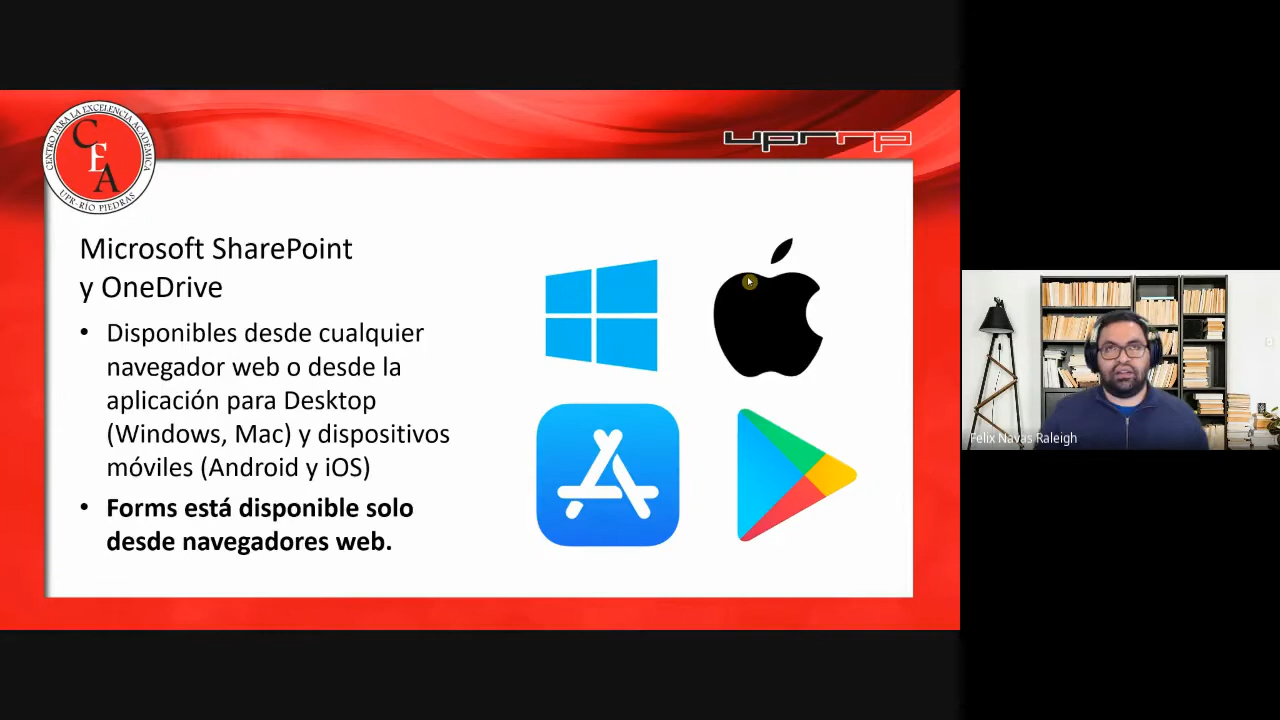 CENTRO PARA LA EXCELENCIA ACADÉMICA
CEA
UPR-RÍO PIEDRAS
uprrp
Microsoft SharePoint
y OneDrive
• Disponibles desde cualquier
navegador web o desde la
aplicación para Desktop
(Windows, Mac) y dispositivos
móviles (Android y iOS)
• Forms está disponible solo
desde navegadores web.
Felix Navas Raleigh